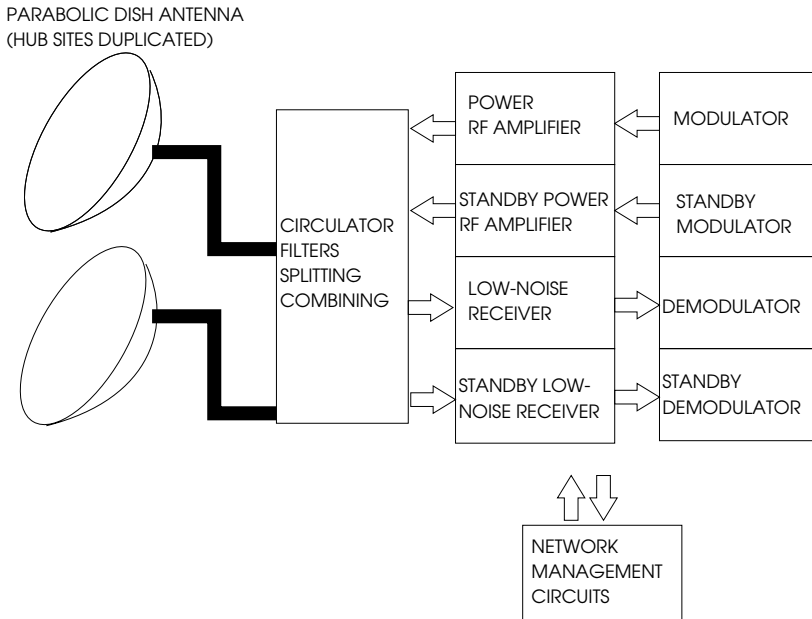 PARABOLIC DISH ANTENNA
(HUB SITES DUPLICATED)
CIRCULATOR
FILTERS
SPLITTING
COMBINING
POWER
RF AMPLIFIER
MODULATOR
STANDBY POWER
RF AMPLIFIER
STANDBY
MODULATOR
LOW-NOISE
RECEIVER
DEMODULATOR
STANDBY LOW-
NOISE RECEIVER
STANDBY
DEMODULATOR
NETWORK
MANAGEMENT
CIRCUITS